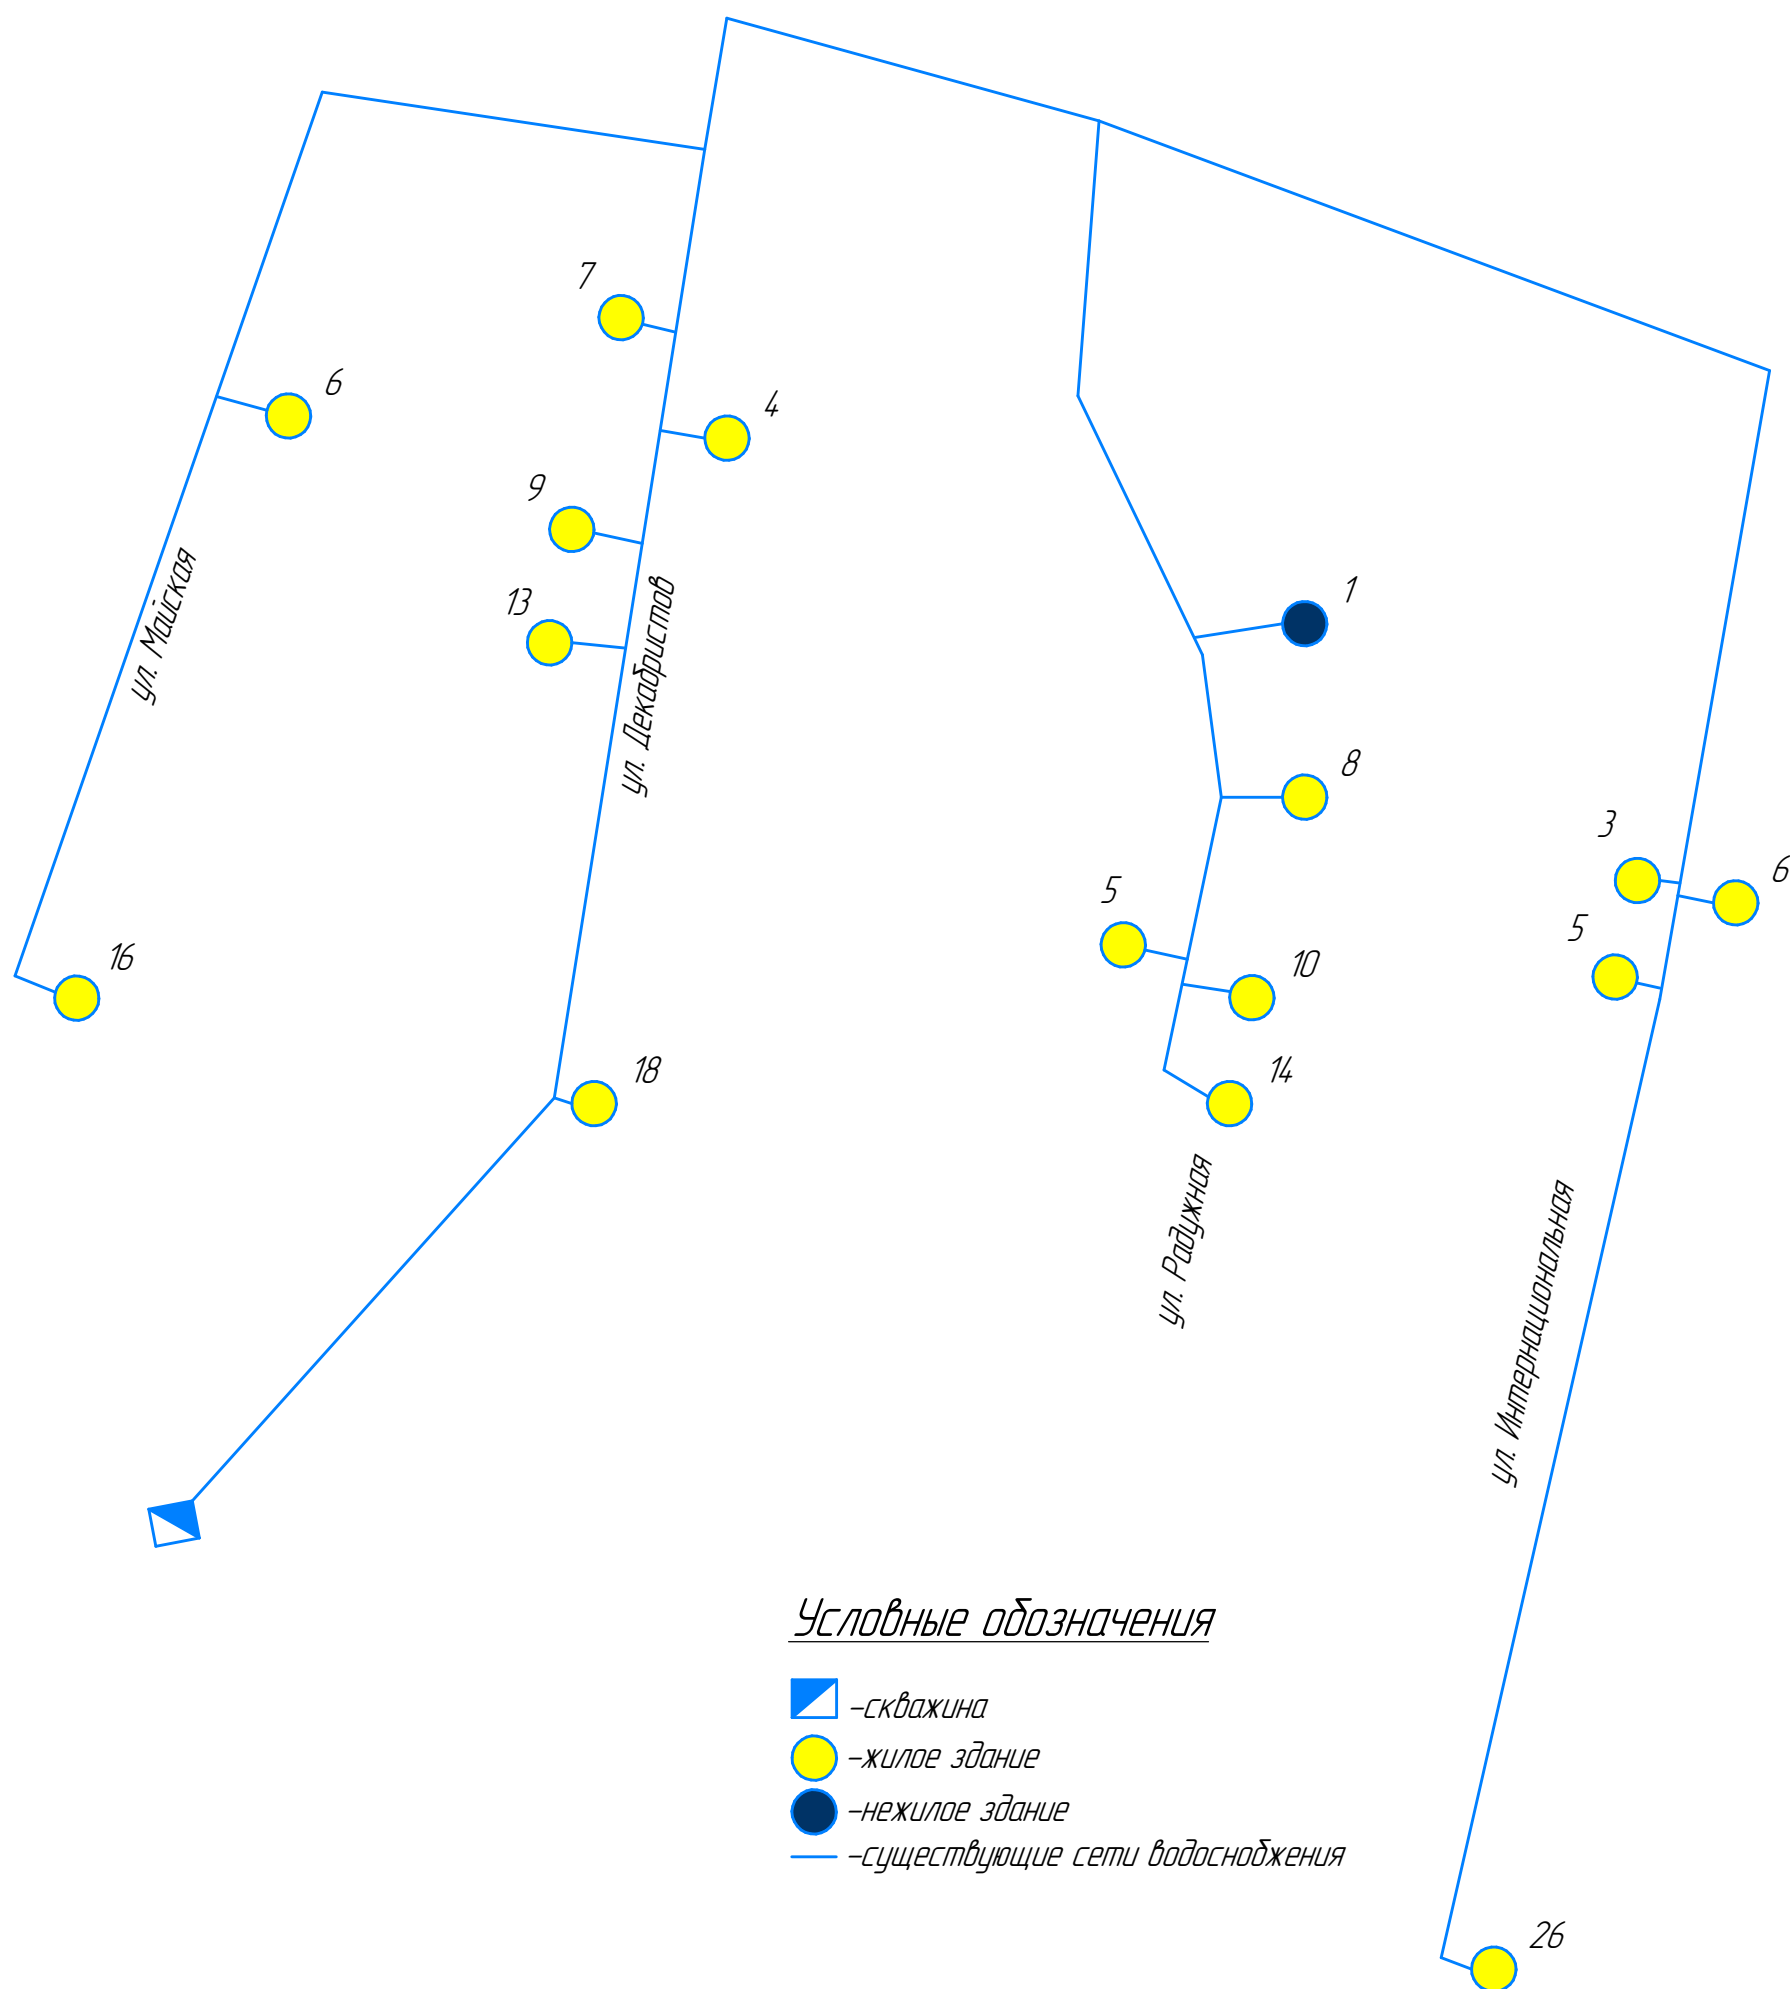 7
6
4
9
ул. Майская
13
ул. Декабристов
1
8
3
6
5
5
16
10
18
14
ул. Радужная
ул. Интернациональная
Условные обозначения
-скважина
-жилое здание
-нежилое здание
-существующие сети водоснобжения
26